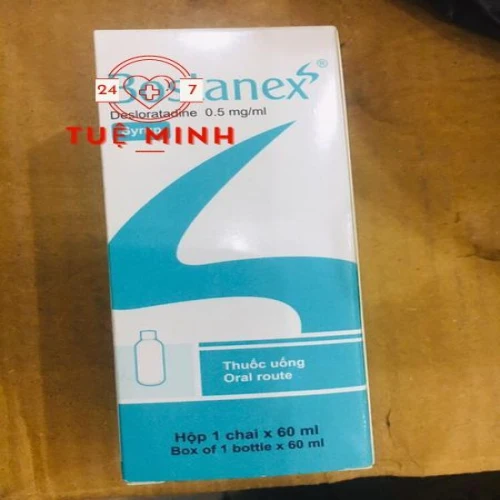 Bostanex®
24 7
Desloratadine 0.5 mg/ml
TUỆ MINH
Thuốc uống
Oral route
Hộp 1 chai x 60 ml
Box of 1 bottle x 60 ml